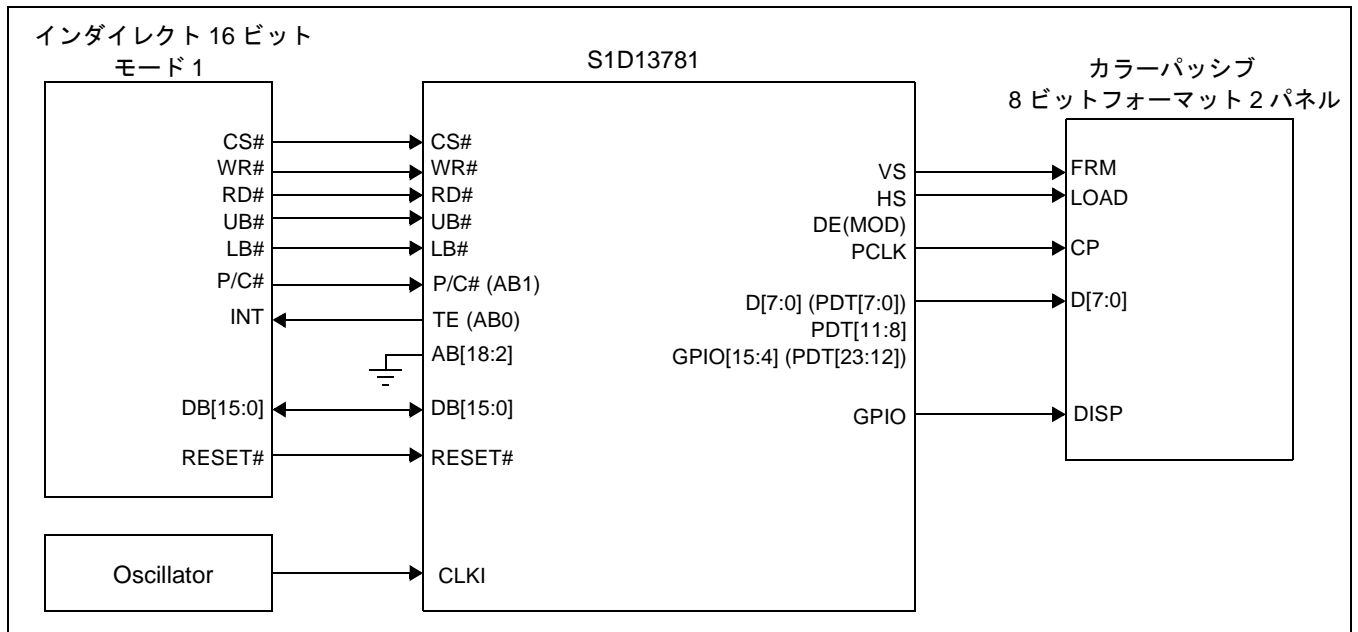 インダイレクト 16 ビット
モード 1
CS#
WR#
RD#
UB#
LB#
P/C#
INT
DB[15:0]
RESET#
Oscillator
S1D13781
CS#
WR#
RD#
UB#
LB#
P/C# (AB1)
TE (AB0)
AB[18:2]
DB[15:0]
RESET#
CLKI
VS
HS
DE(MOD)
PCLK
D[7:0] (PDT[7:0])
PDT[11:8]
GPIO[15:4] (PDT[23:12])
GPIO
カラーパッシブ
8 ビットフォーマット 2 パネル
FRM
LOAD
CP
D[7:0]
DISP